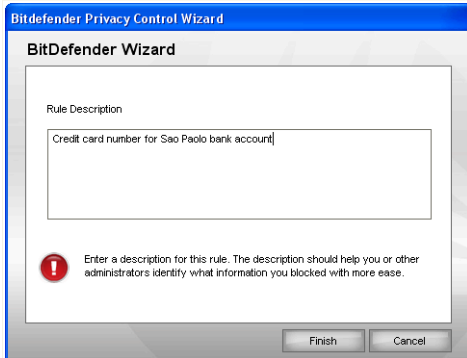 Bitdefender Privacy Control Wizard
BitDefender Wizard
Rule Description
Credit card number for Sao Paolo bank account
Enter a description for this rule. The description should help you or other
administrators identify what information you blocked with more ease.
Finish
Cancel